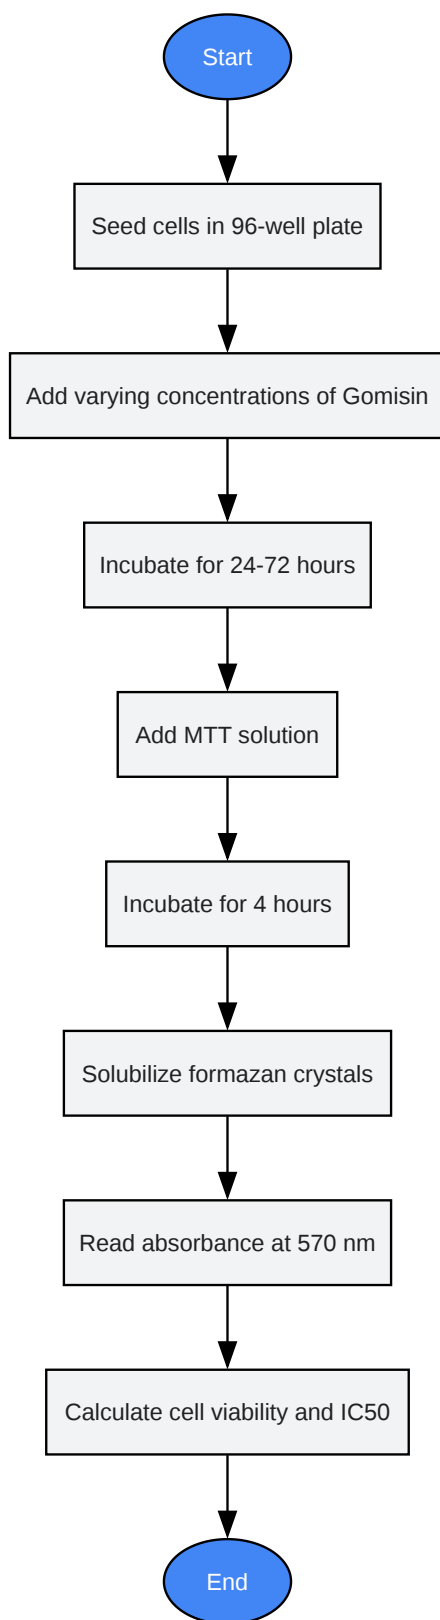 Start
Seed cells in 96-well plate
Add varying concentrations of Gomisin
Incubate for 24-72 hours
Add MTT solution
Incubate for 4 hours
Solubilize formazan crystals
Read absorbance at 570 nm
Calculate cell viability and IC50
End